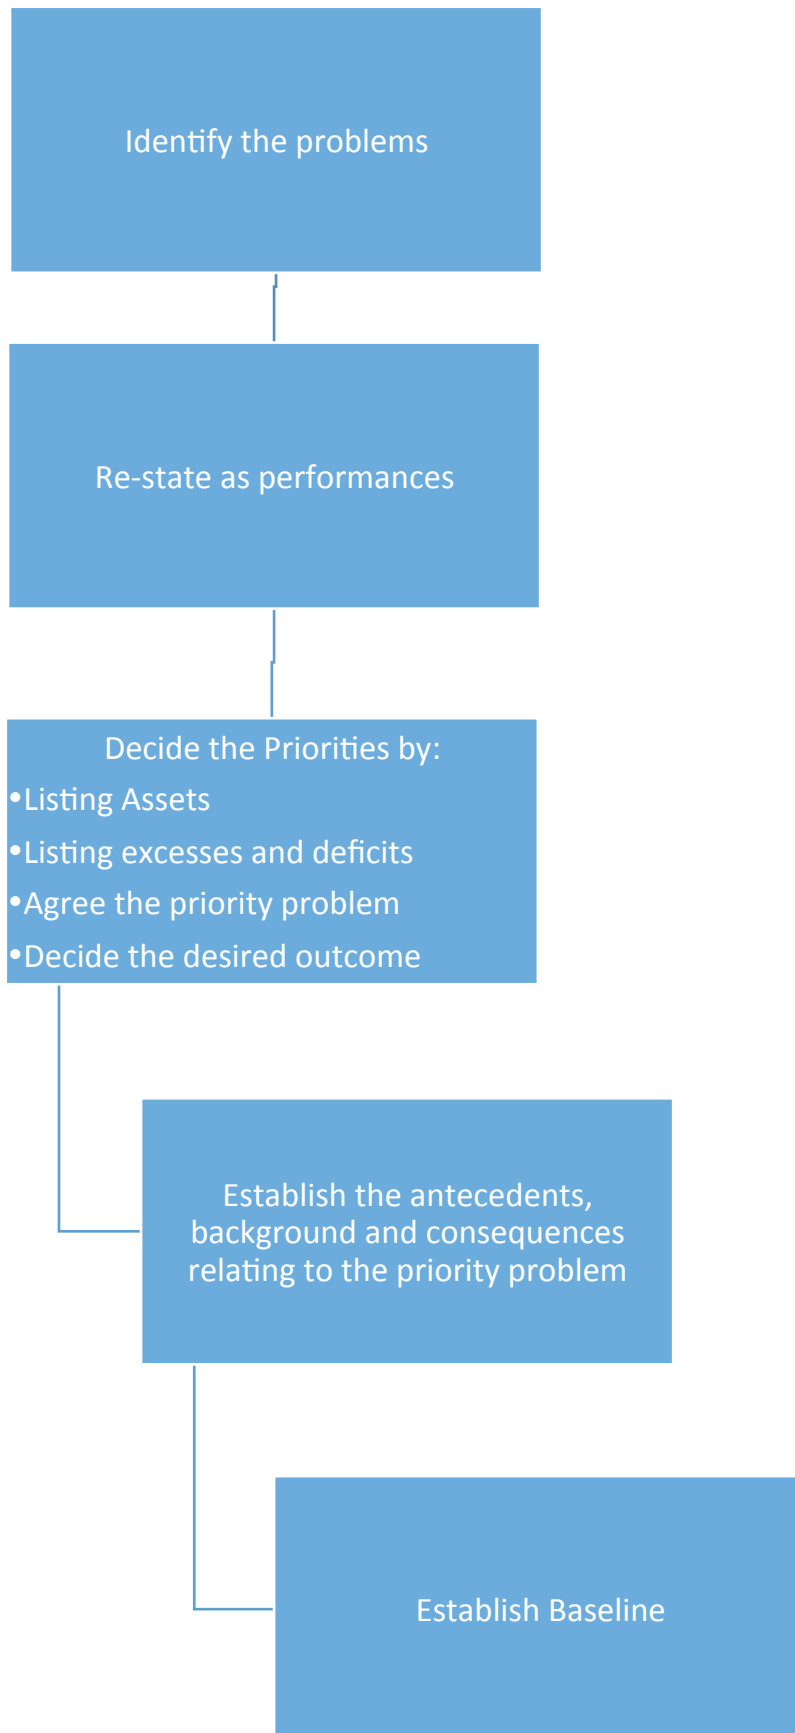 Identify the problems
Re-state as performances
Decide the Priorities by:
•Listing Assets
•Listing excesses and deficits
•Agree the priority problem
•Decide the desired outcome
Establish the antecedents,
background and consequences
relating to the priority problem
Establish Baseline